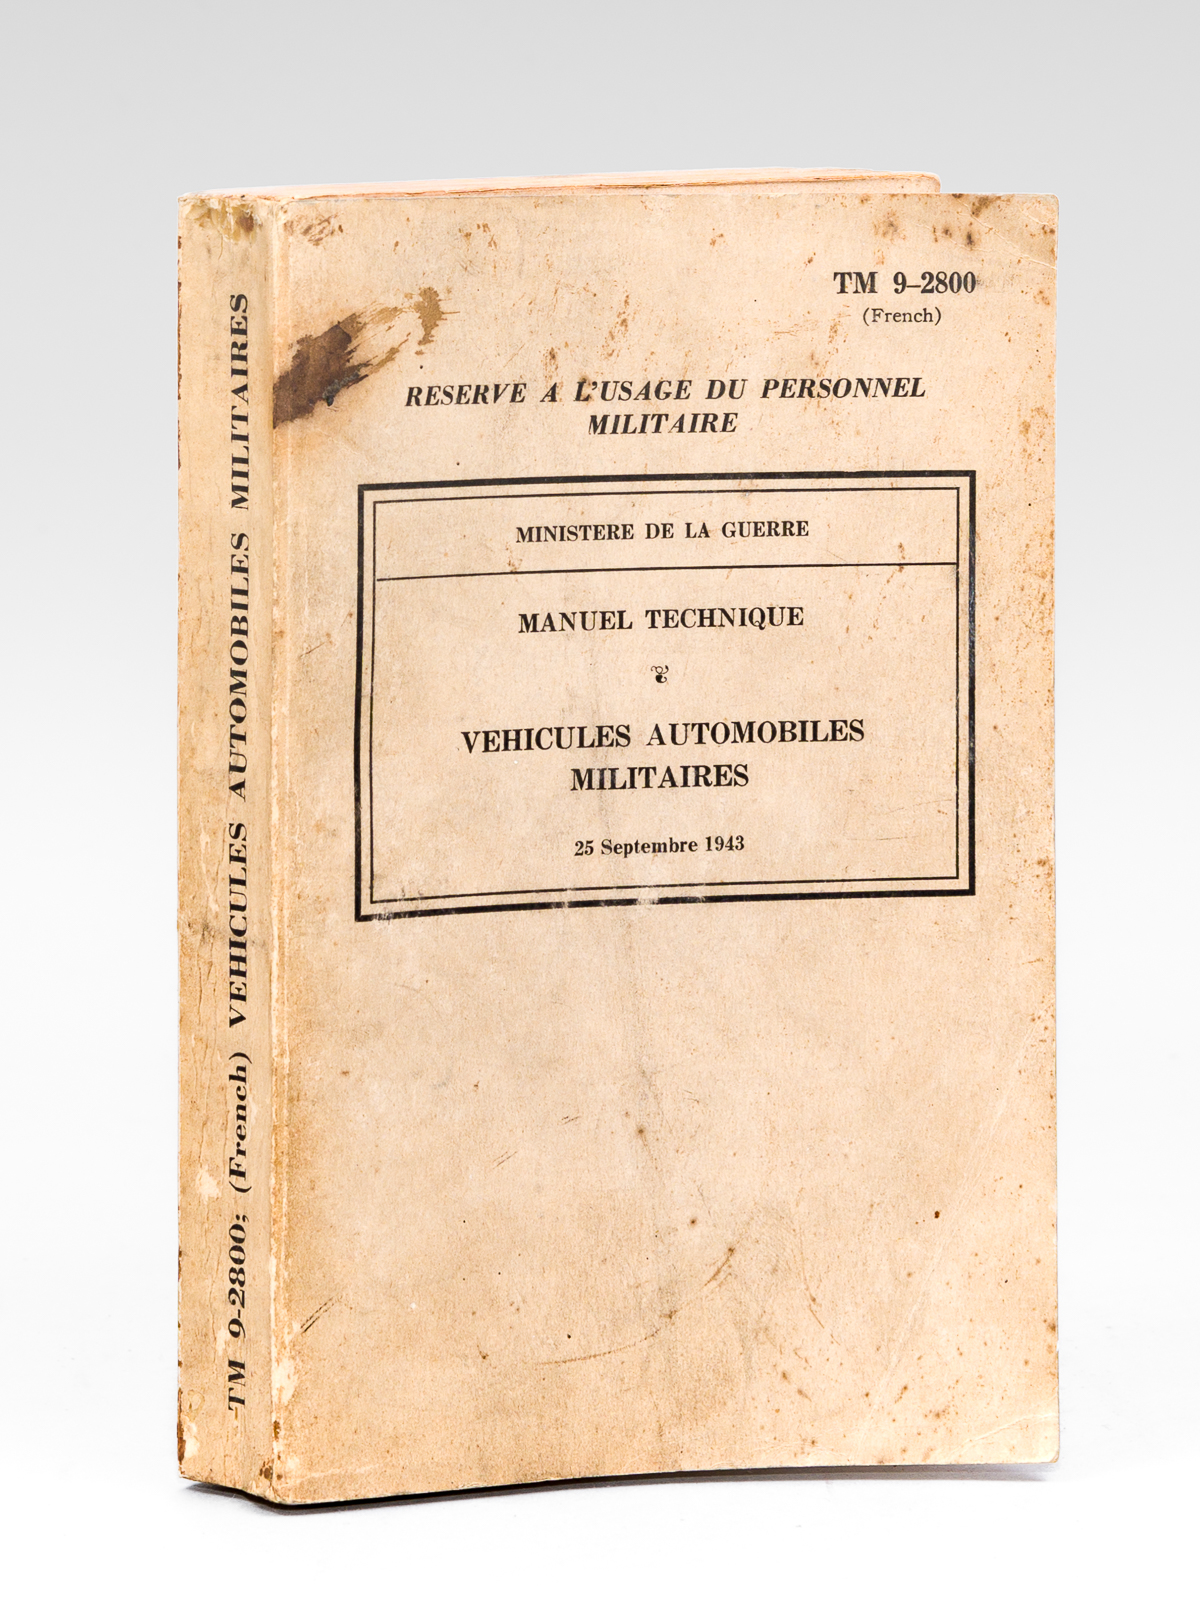 TM 9-2800; (French) VEHICULES AUTOMOBILES MILITAIRES
TM 9–2800
(French)
RESERVE A L'USAGE DU PERSONNEL
MILITAIRE
MINISTERE DE LA GUERRE
MANUEL TECHNIQUE
VEHICULES AUTOMOBILES
MILITAIRES
25 Septembre 1943